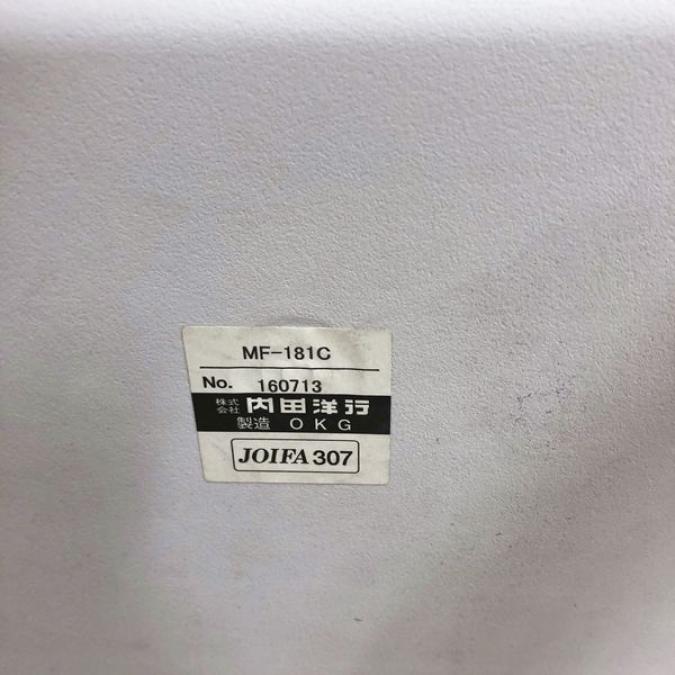 MF-181C
No. 160713
株式会社 内田洋行
製造 OKG
JOIFA 307